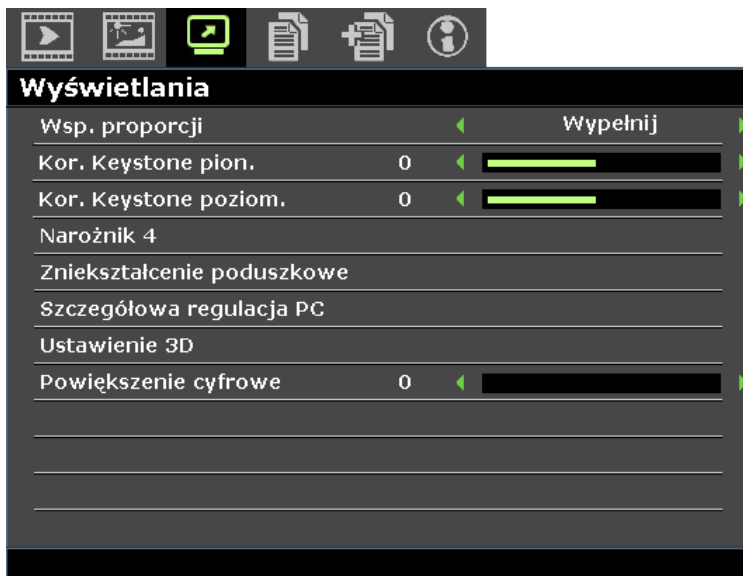 Wyświetlania
Wsp. proporcji Wypełnij
Kor. Keystone pion. 0
Kor. Keystone poziom. 0
Narożnik 4
Zniekształcenie poduszkowe
Szczegółowa regulacja PC
Ustawienie 3D
Powiększenie cyfrowe 0